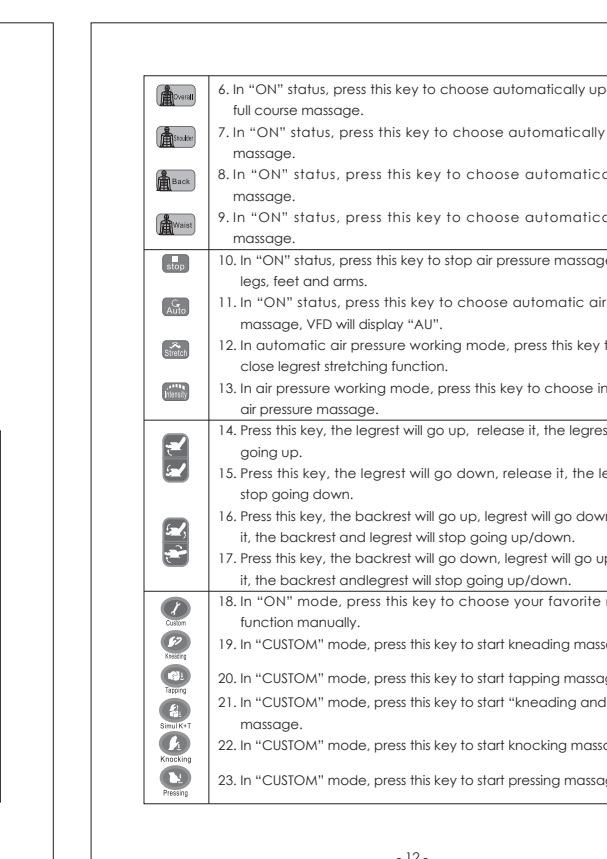 Overall
6. In “ON” status, press this key to choose automatically up
full course massage.
Shoulder
7. In “ON” status, press this key to choose automatically
massage.
Back
8. In “ON” status, press this key to choose
massage.
Waist
9. In “ON” status, press this key to choose
massage.
stop
10. In “ON” status, press this key to stop air pressure
legs, feet and arms.
Auto
11. In “ON” status, press this key to choose automatic air
massage, VFD will display “AU”.
Stretch
12. In automatic air pressure working mode, press this key
close legrest stretching function.
Intensity
13. In air pressure working mode, press this key to choose
air pressure massage.
14. Press this key, the legrest will go up, release it, the
going up.
15. Press this key, the legrest will go down, release it, the
stop going down.
16. Press this key, the backrest will go up, legrest will go
it, the backrest and legrest will stop going up/down.
17. Press this key, the backrest will go down, legrest will go
it, the backrest andlegrest will stop going up/down.
Custom
18. In “ON” mode, press this key to choose your favorite
function manually.
Kneading
19. In “CUSTOM” mode, press this key to start kneading
Tapping
20. In “CUSTOM” mode, press this key to start tapping
Simul K+T
21. In “CUSTOM” mode, press this key to start “kneading and
massage.
Knocking
22. In “CUSTOM” mode, press this key to start knocking
Pressing
23. In “CUSTOM” mode, press this key to start pressing
- 12 -